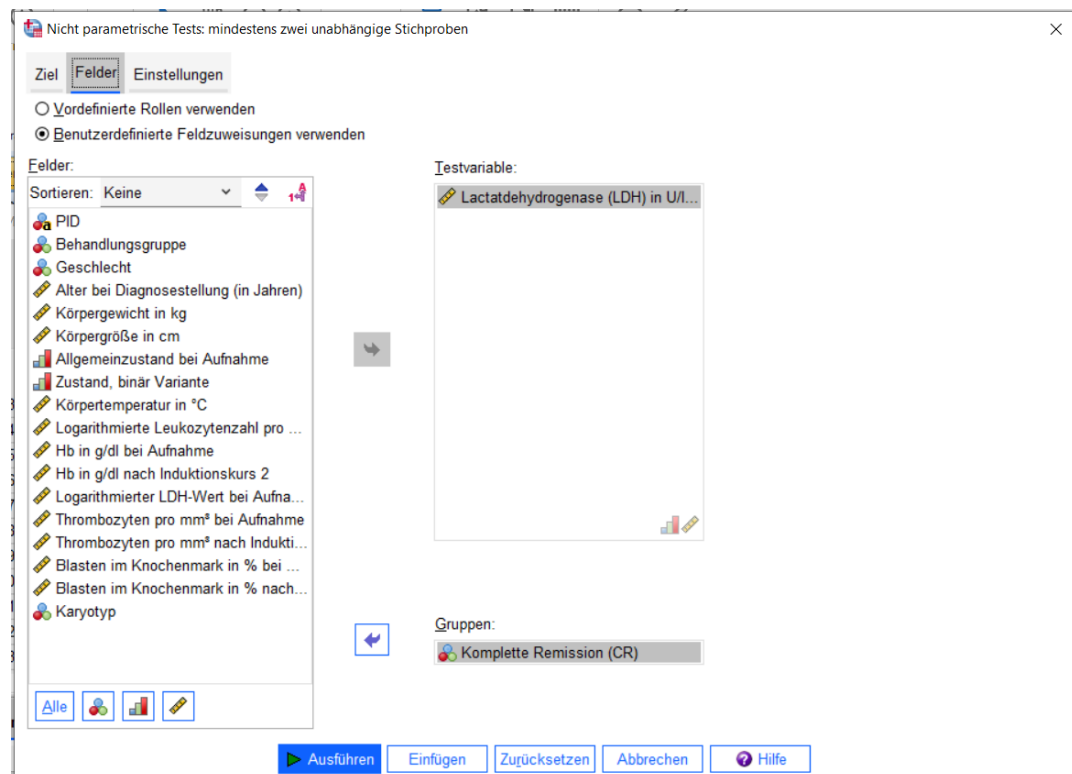 Nicht parametrische Tests: mindestens zwei unabhängige Stichproben
Ziel Felder Einstellungen
Vordefinierte Rollen verwenden
Benutzerdefinierte Feldzuweisungen verwenden
Felder:
Sortieren: Keine
PID
Behandlungsgruppe
Geschlecht
Alter bei Diagnosestellung (in Jahren)
Körpergewicht in kg
Körpergröße in cm
Allgemeinzustand bei Aufnahme
Zustand, binär Variante
Körpertemperatur in °C
Logarithmierte Leukozytenzahl pro ...
Hb in g/dl bei Aufnahme
Hb in g/dl nach Induktionskurs 2
Logarithmierter LDH-Wert bei Aufna...
Thrombozyten pro mm³ bei Aufnahme
Thrombozyten pro mm³ nach Indukti...
Blasten im Knochenmark in % bei ...
Blasten im Knochenmark in % nach...
Karyotyp
Alle
Testvariable:
Lactatdehydrogenase (LDH) in U/l...
Gruppen:
Komplette Remission (CR)
Ausführen Einfügen Zurücksetzen Abbrechen Hilfe